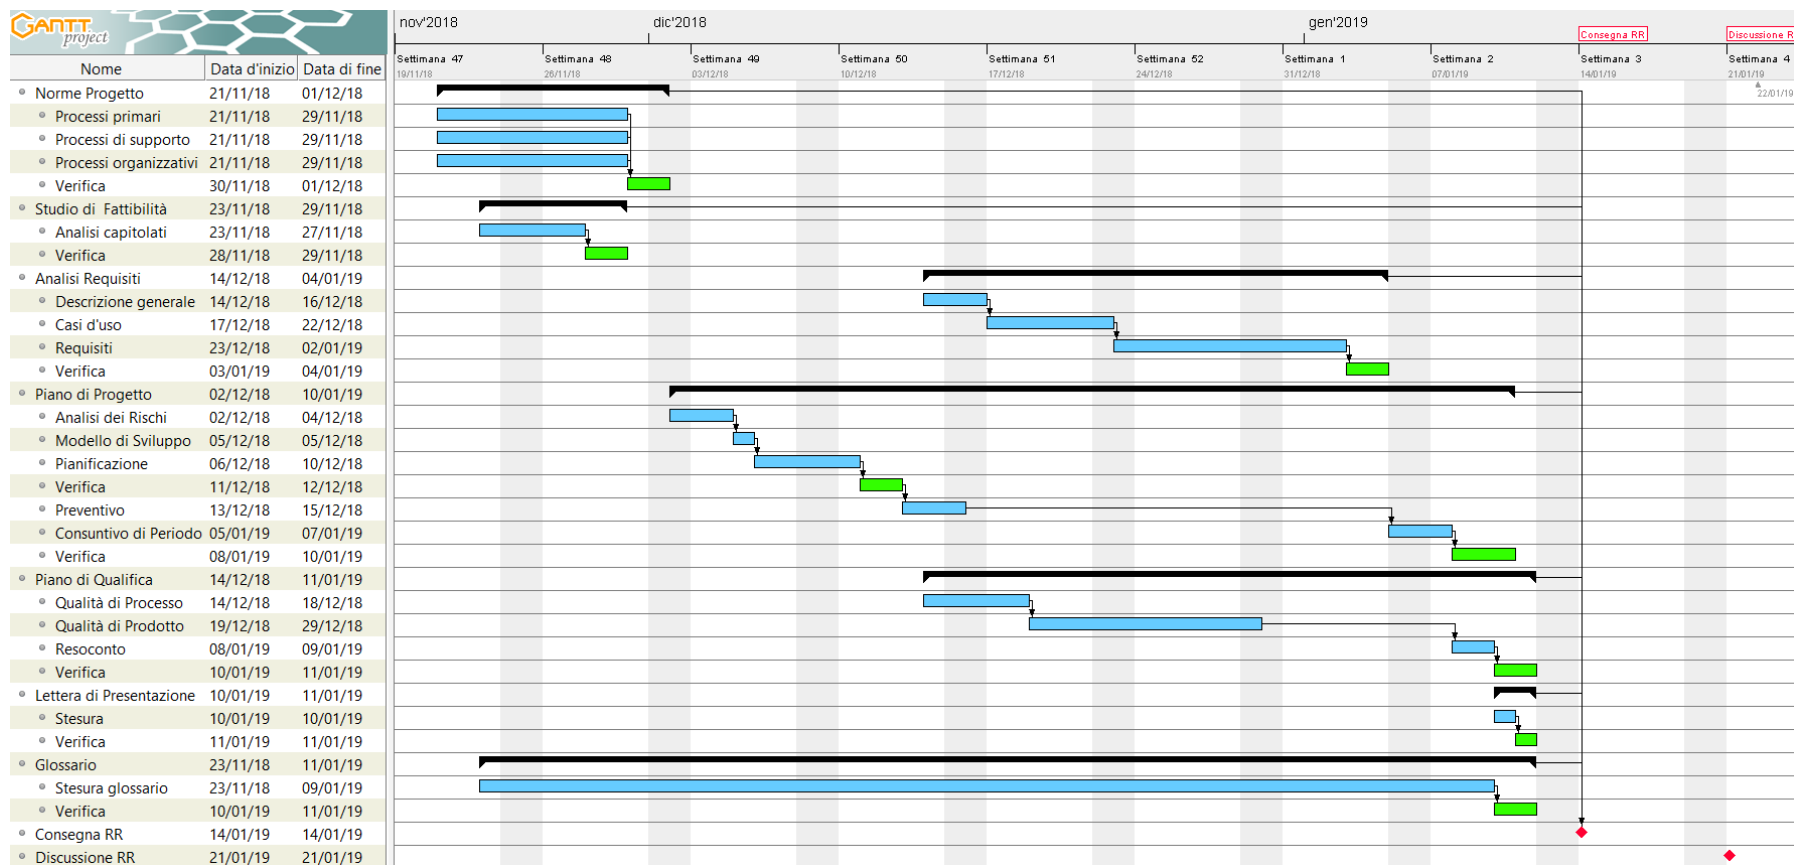 GANTT
project
nov'2018 dic'2018 gen'2019
Consegna RR Discussione R
Settimana 47 Settimana 48 Settimana 49 Settimana 50 Settimana 51 Settimana 52 Settimana 1 Settimana 2 Settimana 3 Settimana 4
19/11/18 26/11/18 03/12/18 10/12/18 17/12/18 24/12/18 31/12/18 07/01/19 14/01/19 21/01/19
22/01/19
Nome Data d'inizio Data di fine
Norme Progetto 21/11/18 01/12/18
Processi primari 21/11/18 29/11/18
Processi di supporto 21/11/18 29/11/18
Processi organizzativi 21/11/18 29/11/18
Verifica 30/11/18 01/12/18
Studio di Fattibilità 23/11/18 29/11/18
Analisi capitolati 23/11/18 27/11/18
Verifica 28/11/18 29/11/18
Analisi Requisiti 14/12/18 04/01/19
Descrizione generale 14/12/18 16/12/18
Casi d'uso 17/12/18 22/12/18
Requisiti 23/12/18 02/01/19
Verifica 03/01/19 04/01/19
Piano di Progetto 02/12/18 10/01/19
Analisi dei Rischi 02/12/18 04/12/18
Modello di Sviluppo 05/12/18 05/12/18
Pianificazione 06/12/18 10/12/18
Verifica 11/12/18 12/12/18
Preventivo 13/12/18 15/12/18
Consuntivo di Periodo 05/01/19 07/01/19
Verifica 08/01/19 10/01/19
Piano di Qualifica 14/12/18 11/01/19
Qualità di Processo 14/12/18 18/12/18
Qualità di Prodotto 19/12/18 29/12/18
Resoconto 08/01/19 09/01/19
Verifica 10/01/19 11/01/19
Lettera di Presentazione 10/01/19 11/01/19
Stesura 10/01/19 10/01/19
Verifica 11/01/19 11/01/19
Glossario 23/11/18 11/01/19
Stesura glossario 23/11/18 09/01/19
Verifica 10/01/19 11/01/19
Consegna RR 14/01/19 14/01/19
Discussione RR 21/01/19 21/01/19